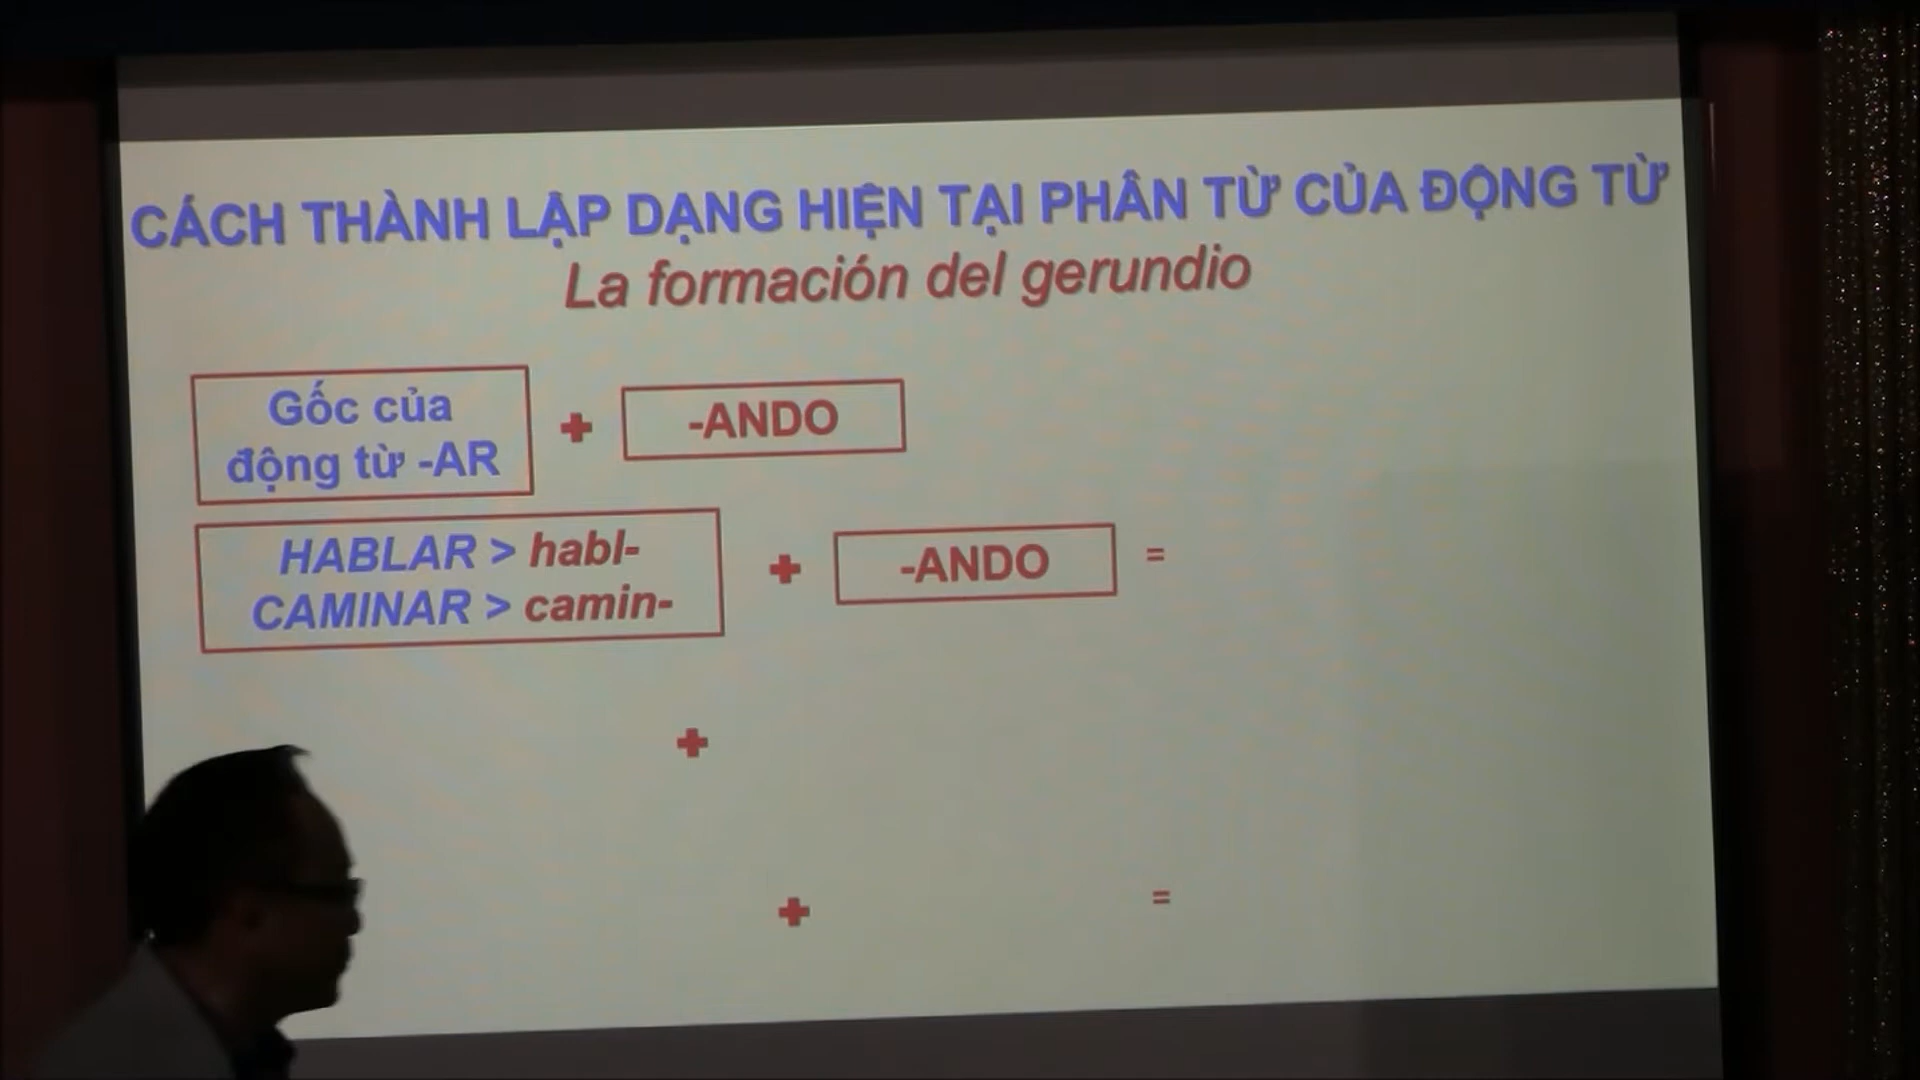 CÁCH THÀNH LẬP DẠNG HIỆN TẠI PHÂN TỪ CỦA ĐỘNG TỪ
La formación del gerundio
Gốc của
động từ -AR
+
-ANDO
HABLAR > habl-
CAMINAR > camin-
+
-ANDO
=
+
+
=